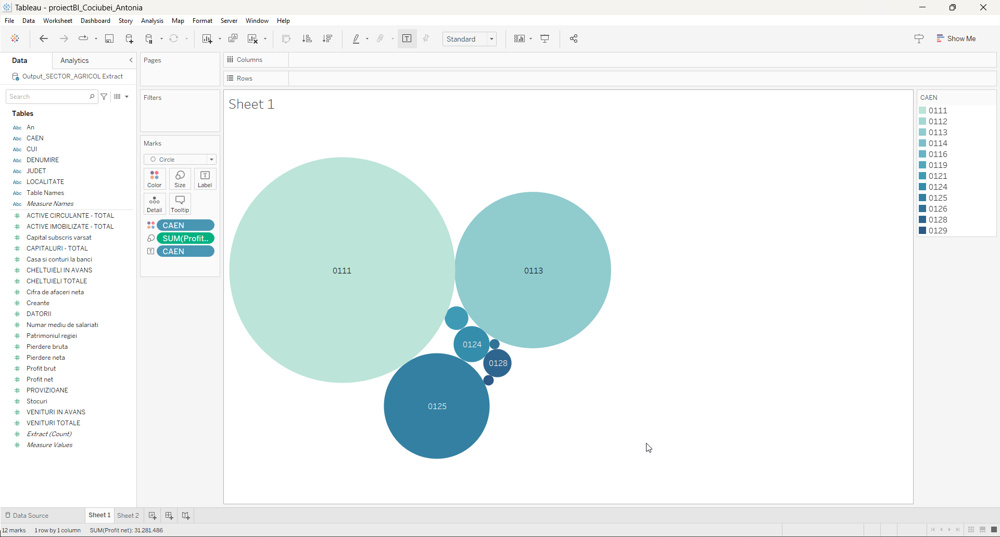 Tableau - proiectBI_Cociubei_Antonia
File Data Worksheet Dashboard Story Analysis Map Format Server Window Help
Standard
Show Me
Data Analytics
Output_SECTOR_AGRICOL Extract
Search
Tables
Abc An
Abc CAEN
Abc CUI
Abc DENUMIRE
Abc JUDET
Abc LOCALITATE
Abc Table Names
Abc Measure Names
# ACTIVE CIRCULANTE - TOTAL
# ACTIVE IMOBILIZATE - TOTAL
# Capital subscris varsat
# CAPITALURI - TOTAL
# Casa si conturi la banci
# CHELTUIELI IN AVANS
# CHELTUIELI TOTALE
# Cifra de afaceri neta
# Creante
# DATORII
# Numar mediu de salariati
# Patrimoniul regiei
# Pierdere bruta
# Pierdere neta
# Profit brut
# Profit net
# PROVIZIOANE
# Stocuri
# VENITURI IN AVANS
# VENITURI TOTALE
# Extract (Count)
# Measure Values
Pages
Filters
Marks
Circle
Color Size Label
Detail Tooltip
CAEN
SUM(Profit..
CAEN
Columns
Rows
Sheet 1
0111
0113
0124
0128
0125
CAEN
0111
0112
0113
0114
0116
0119
0121
0124
0125
0126
0128
0129
Data Source Sheet 1 Sheet 2
12 marks 1 row by 1 column SUM(Profit net): 31.281.486